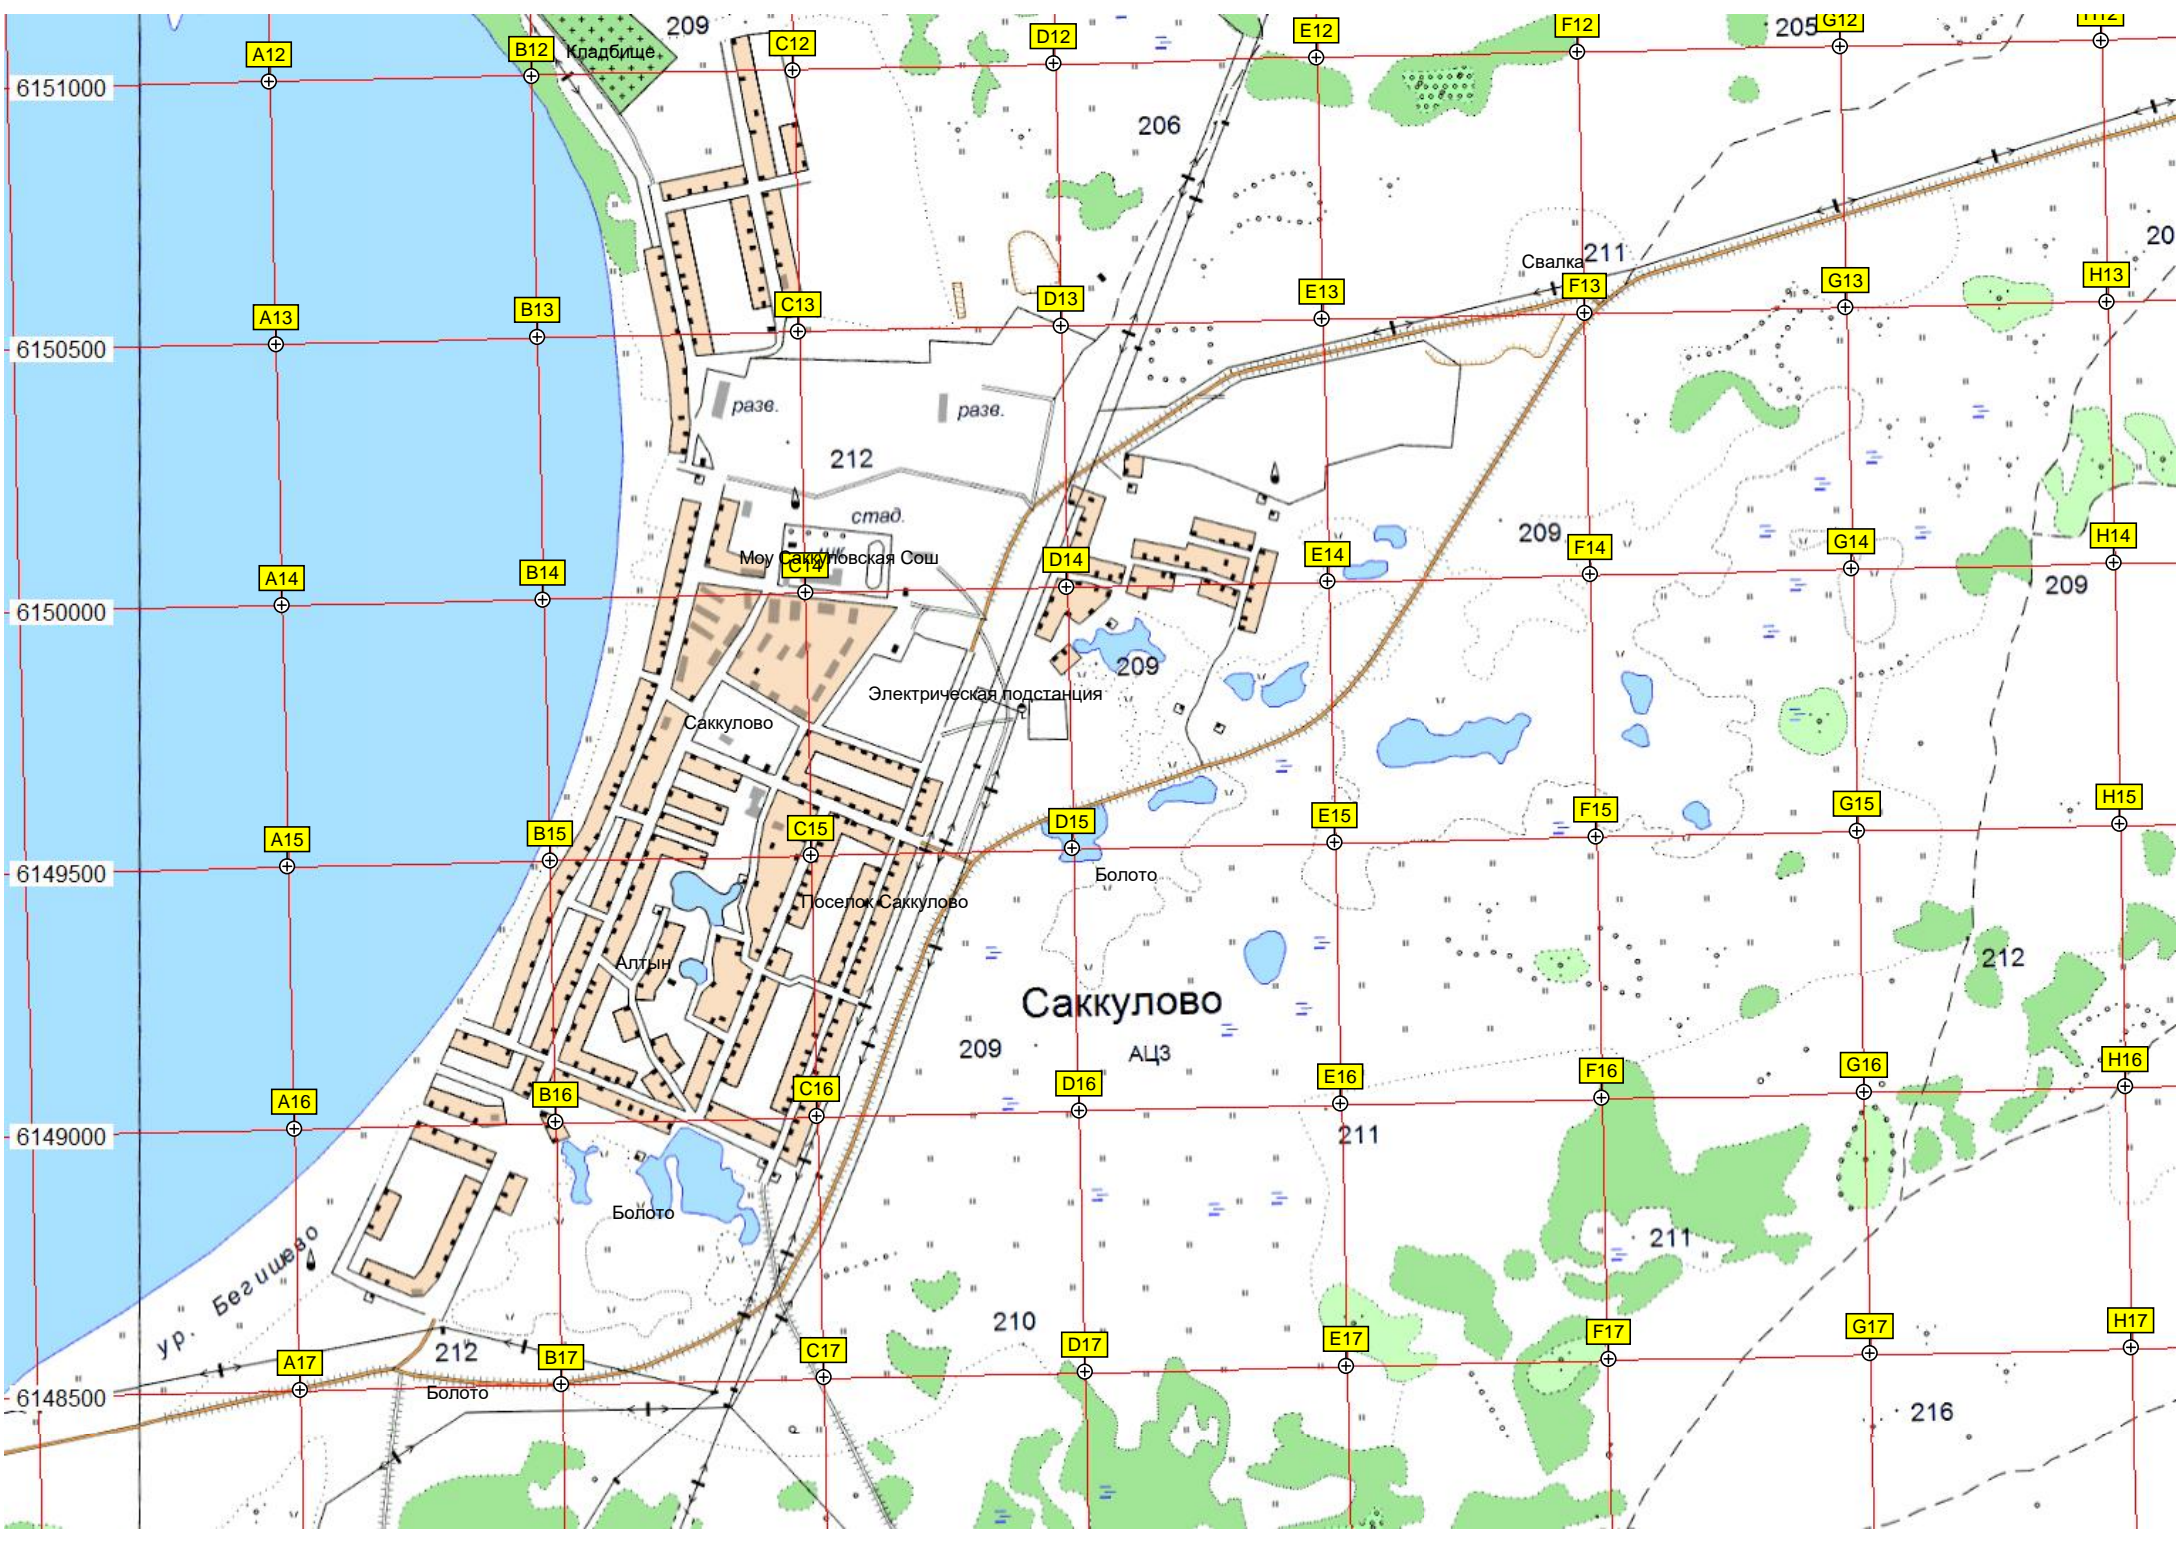 209
205
G12
H12
F12
E12
D12
C12
B12
A12
Кладбище
6151000
206
20
211
Свалка
H13
G13
F13
E13
D13
C13
B13
A13
6150500
разв.
разв.
212
стад.
209
Моу Саккуловская Сош
H14
G14
F14
E14
D14
C14
B14
A14
6150000
209
209
Электрическая подстанция
Саккулово
H15
G15
F15
E15
D15
C15
B15
A15
6149500
Болото
Поселок Саккулово
Алтын
212
Саккулово
209
АЦЗ
H16
G16
F16
E16
D16
C16
B16
A16
6149000
211
Болото
211
ур. Бегишево
210
212
H17
G17
F17
E17
D17
C17
B17
A17
6148500
Болото
216